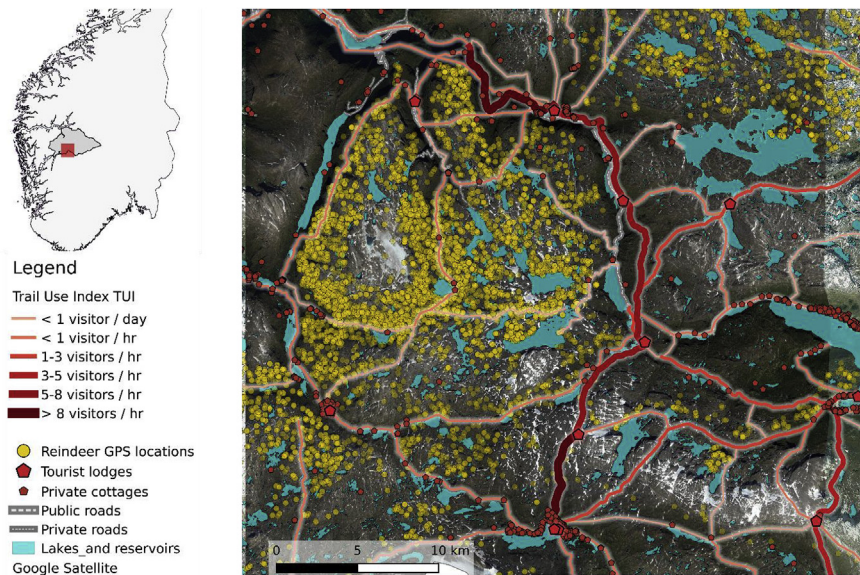 Legend
Trail Use Index TUI
< 1 visitor / day
< 1 visitor / hr
1-3 visitors / hr
3-5 visitors / hr
5-8 visitors / hr
> 8 visitors / hr
Reindeer GPS locations
Tourist lodges
Private cottages
Public roads
Private roads
Lakes_and reservoirs
Google Satellite
0 5 10 km